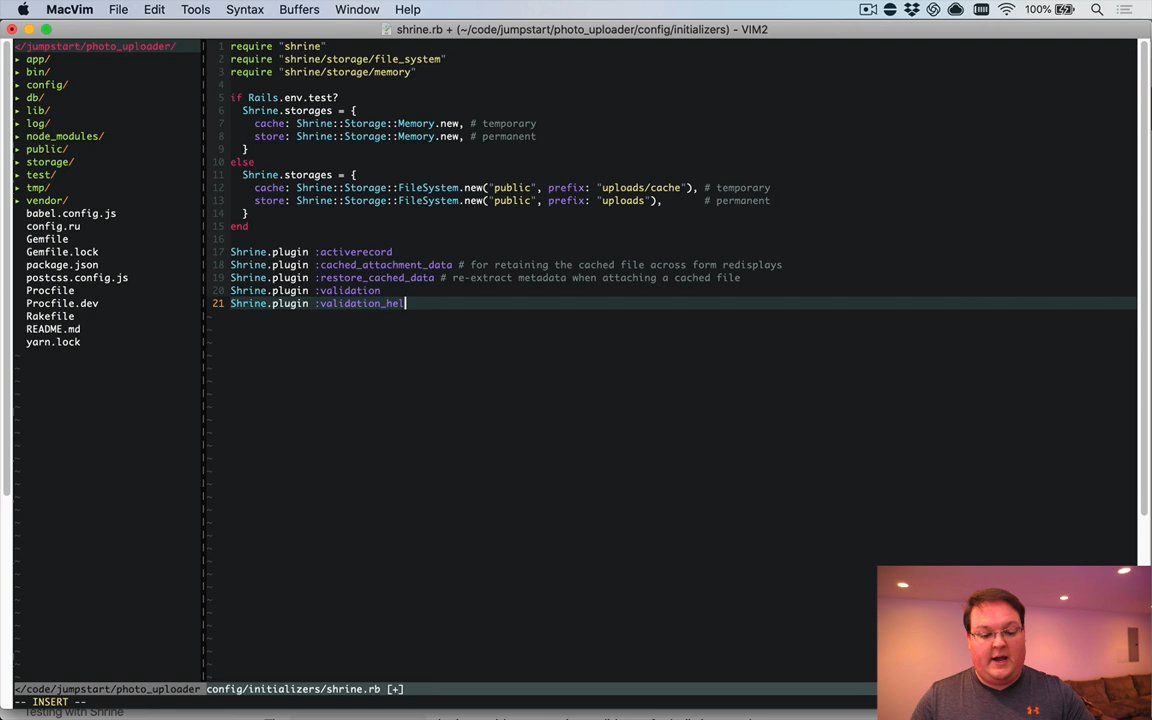 MacVim File Edit Tools Syntax Buffers Window Help 100%
shrine.rb + (~/code/jumpstart/photo_uploader/config/initializers) - VIM2
</jumpstart/photo_uploader/
▸ app/
▸ bin/
▸ config/
▸ db/
▸ lib/
▸ log/
▸ node_modules/
▸ public/
▸ storage/
▸ test/
▸ tmp/
▸ vendor/
babel.config.js
config.ru
Gemfile
Gemfile.lock
package.json
postcss.config.js
Procfile
Procfile.dev
Rakefile
README.md
yarn.lock
1 require "shrine"
2 require "shrine/storage/file_system"
3 require "shrine/storage/memory"
4
5 if Rails.env.test?
6 Shrine.storages = {
7 cache: Shrine::Storage::Memory.new, # temporary
8 store: Shrine::Storage::Memory.new, # permanent
9 }
10 else
11 Shrine.storages = {
12 cache: Shrine::Storage::FileSystem.new("public", prefix: "uploads/cache"), # temporary
13 store: Shrine::Storage::FileSystem.new("public", prefix: "uploads"), # permanent
14 }
15 end
16
17 Shrine.plugin :activerecord
18 Shrine.plugin :cached_attachment_data # for retaining the cached file across form redisplays
19 Shrine.plugin :restore_cached_data # re-extract metadata when attaching a cached file
20 Shrine.plugin :validation
21 Shrine.plugin :validation_hel
</code/jumpstart/photo_uploader config/initializers/shrine.rb [+]
-- INSERT --
Testing with Shrine